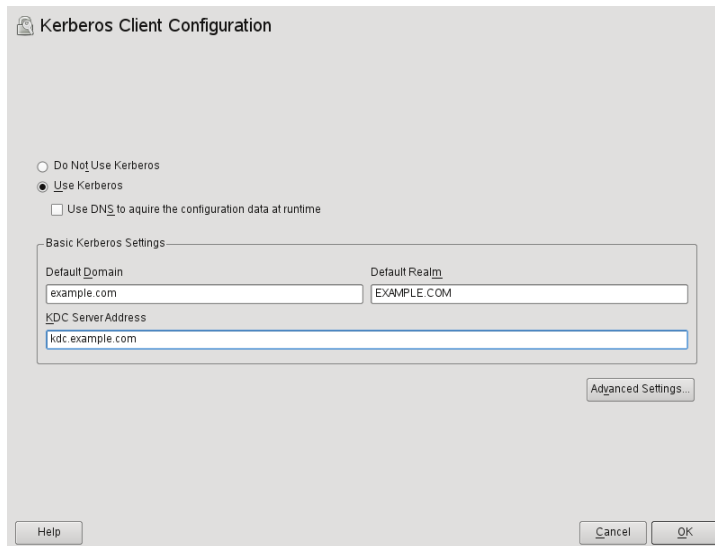 Kerberos Client Configuration
Do Not Use Kerberos
Use Kerberos
Use DNS to aquire the configuration data at runtime
Basic Kerberos Settings
Default Domain
Default Realm
example.com
EXAMPLE.COM
KDC Server Address
kdc.example.com
Advanced Settings...
Help
Cancel
OK